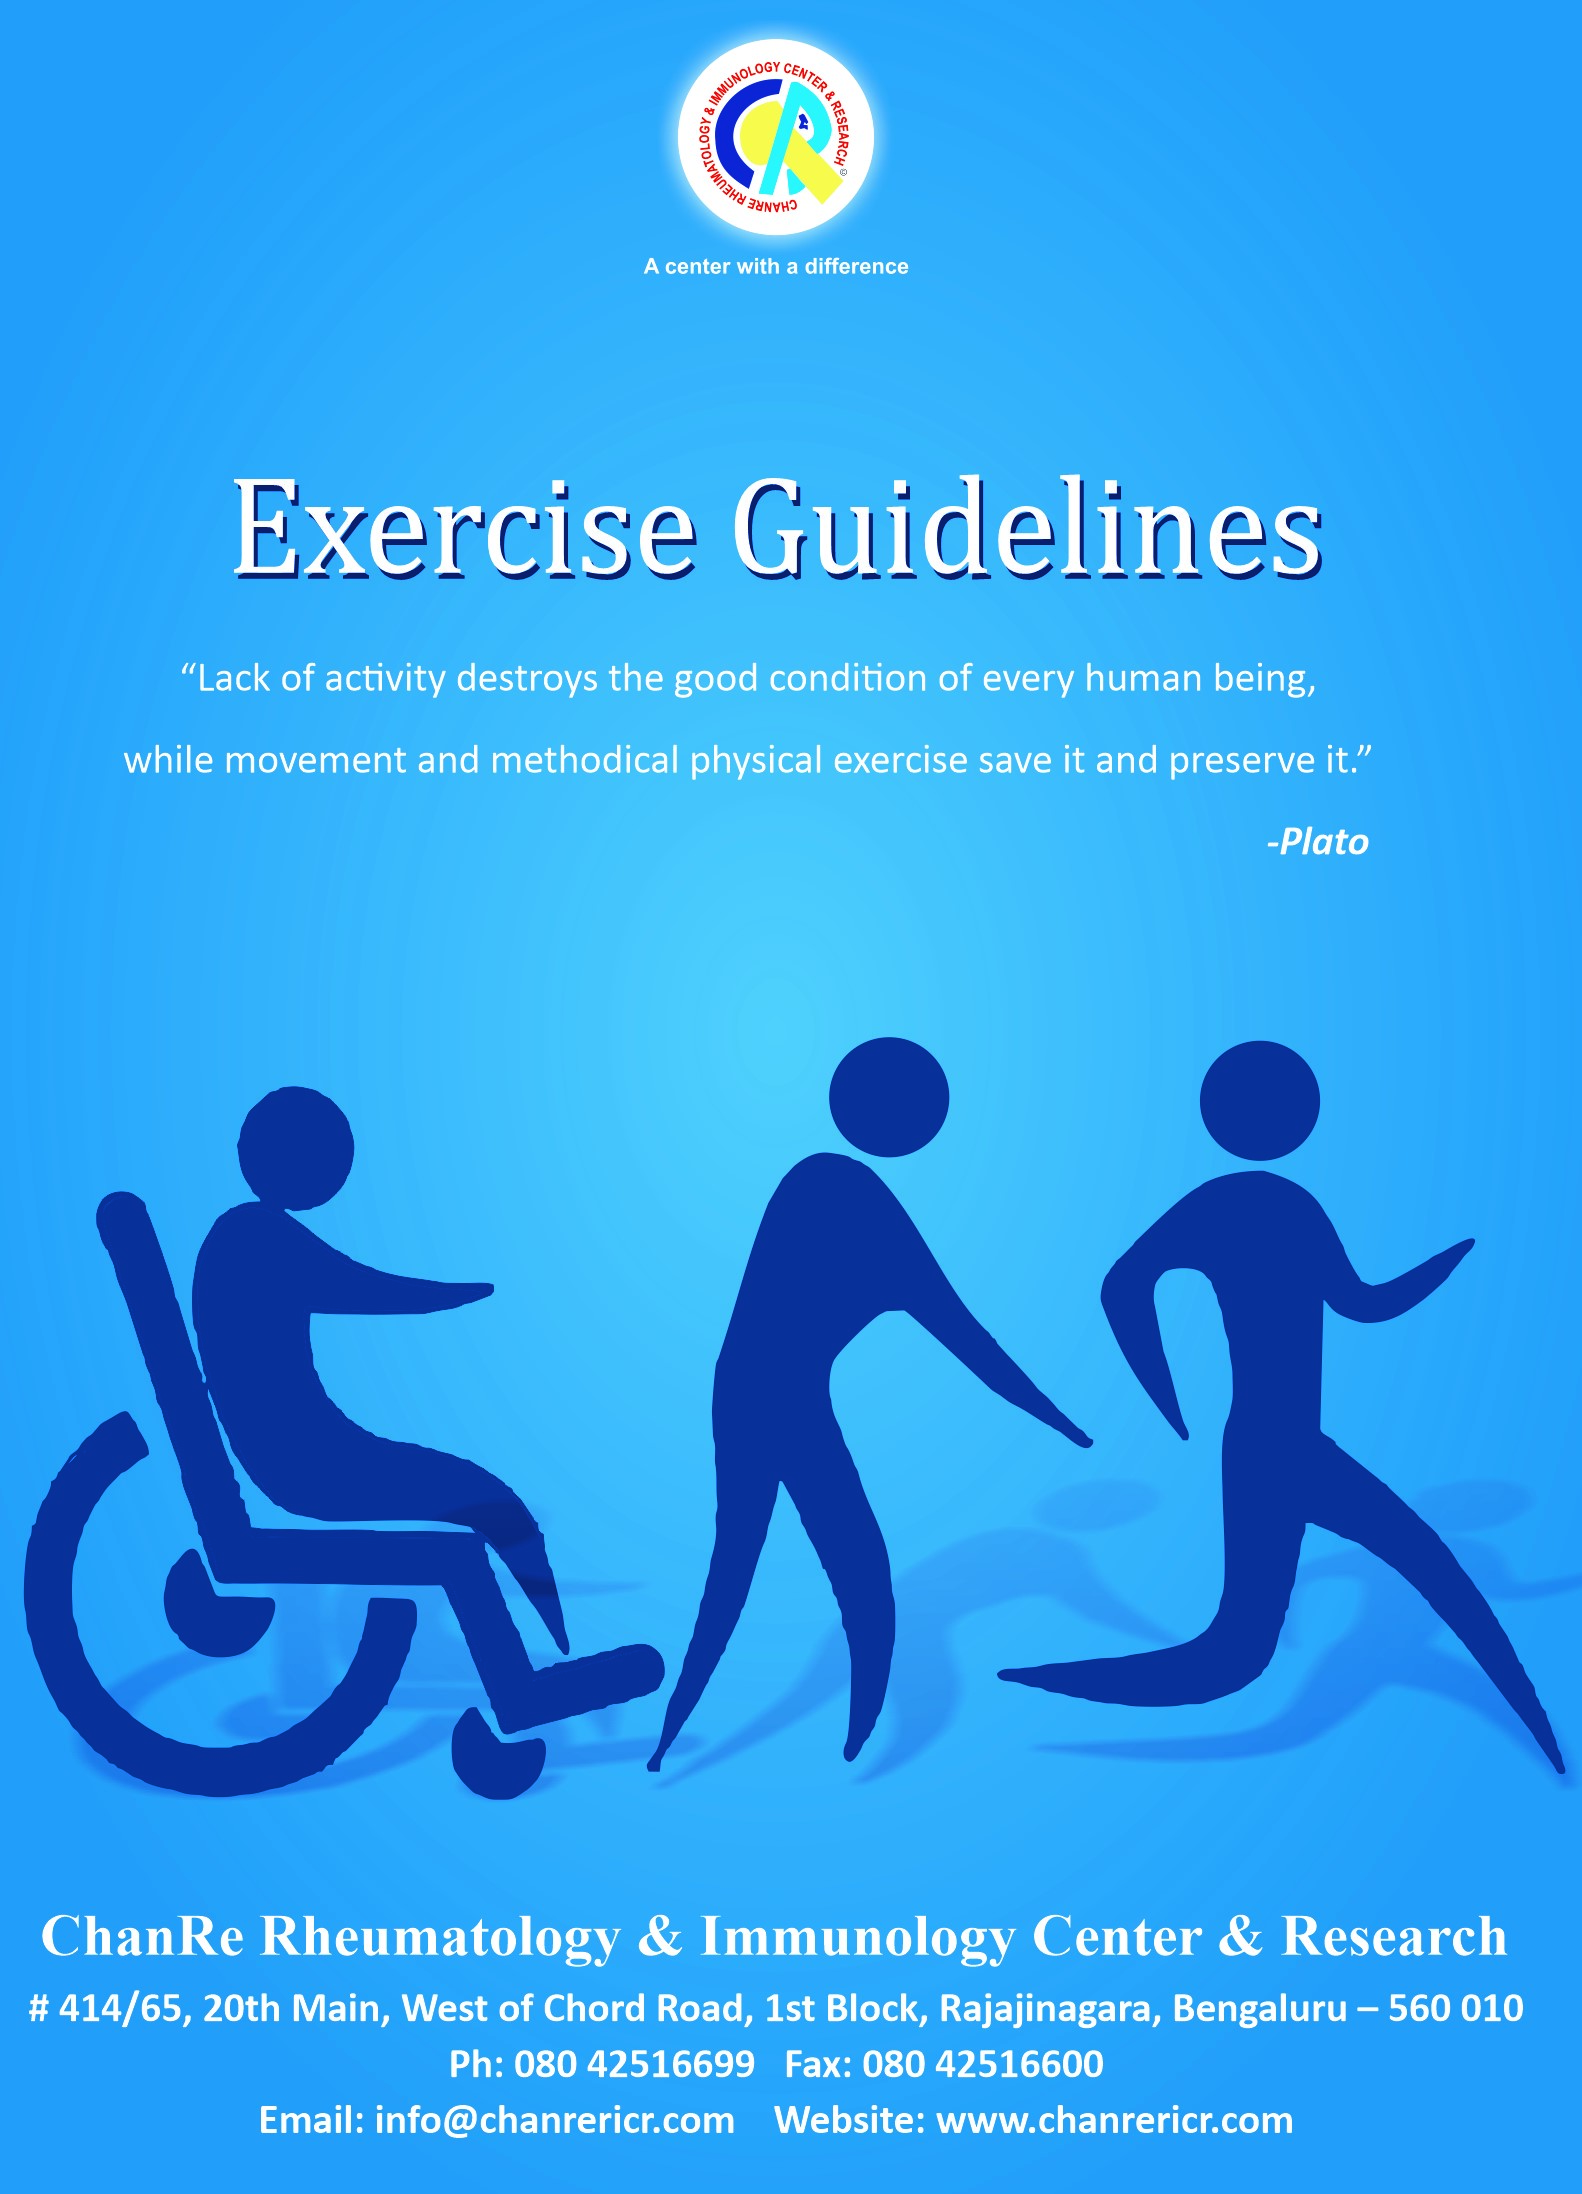 CHANRE RHEUMATOLOGY & IMMUNOLOGY CENTER & RESEARCH ©
A center with a difference
Exercise Guidelines
“Lack of activity destroys the good condition of every human being,
while movement and methodical physical exercise save it and preserve it.”
-Plato
ChanRe Rheumatology & Immunology Center & Research
# 414/65, 20th Main, West of Chord Road, 1st Block, Rajajinagara, Bengaluru – 560 010
Ph: 080 42516699 Fax: 080 42516600
Email: info@chanrericr.com Website: www.chanrericr.com